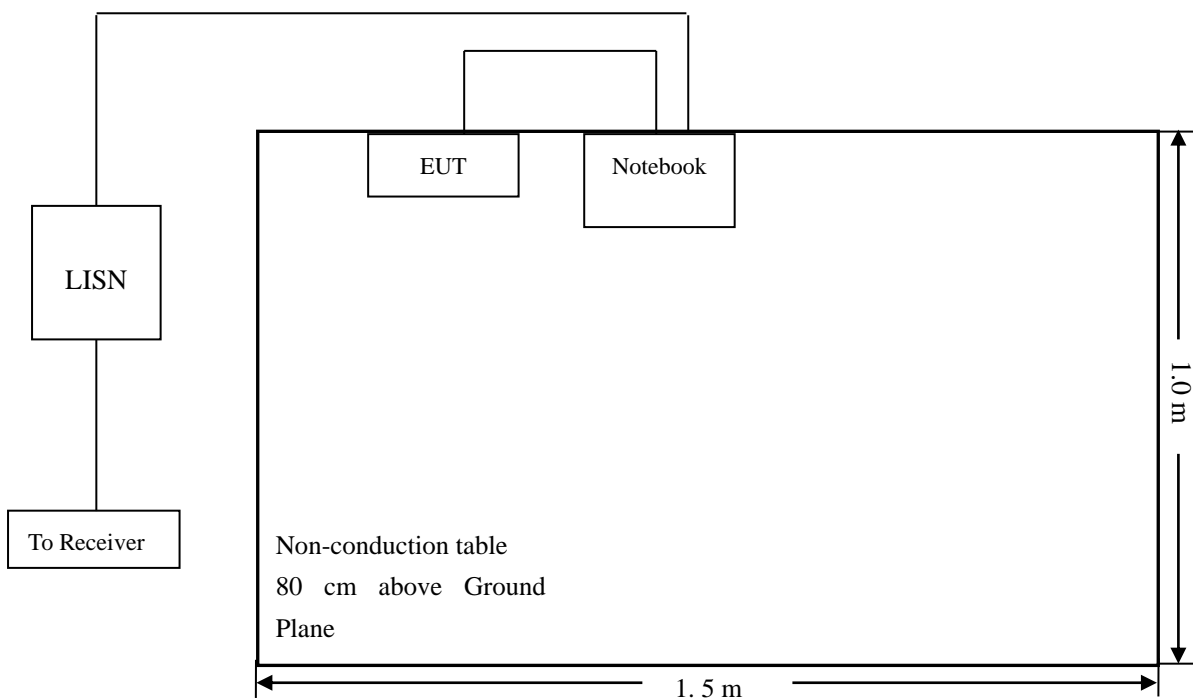 EUT
Notebook
LISN
1.0 m
To Receiver
Non-conduction table
80 cm above Ground
Plane
1. 5 m